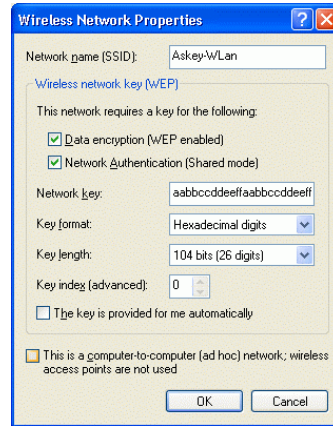 Wireless Network Properties
Network name (SSID):
Askey-WLan
Wireless network key (WEP)
This network requires a key for the following:
Data encryption (WEP enabled)
Network Authentication (Shared mode)
Network key:
aabbccddeeffaabbccddeeff
Key format:
Hexadecimal digits
Key length:
104 bits (26 digits)
Key index (advanced):
0
The key is provided for me automatically
This is a computer-to-computer (ad hoc) network; wireless
access points are not used
OK
Cancel